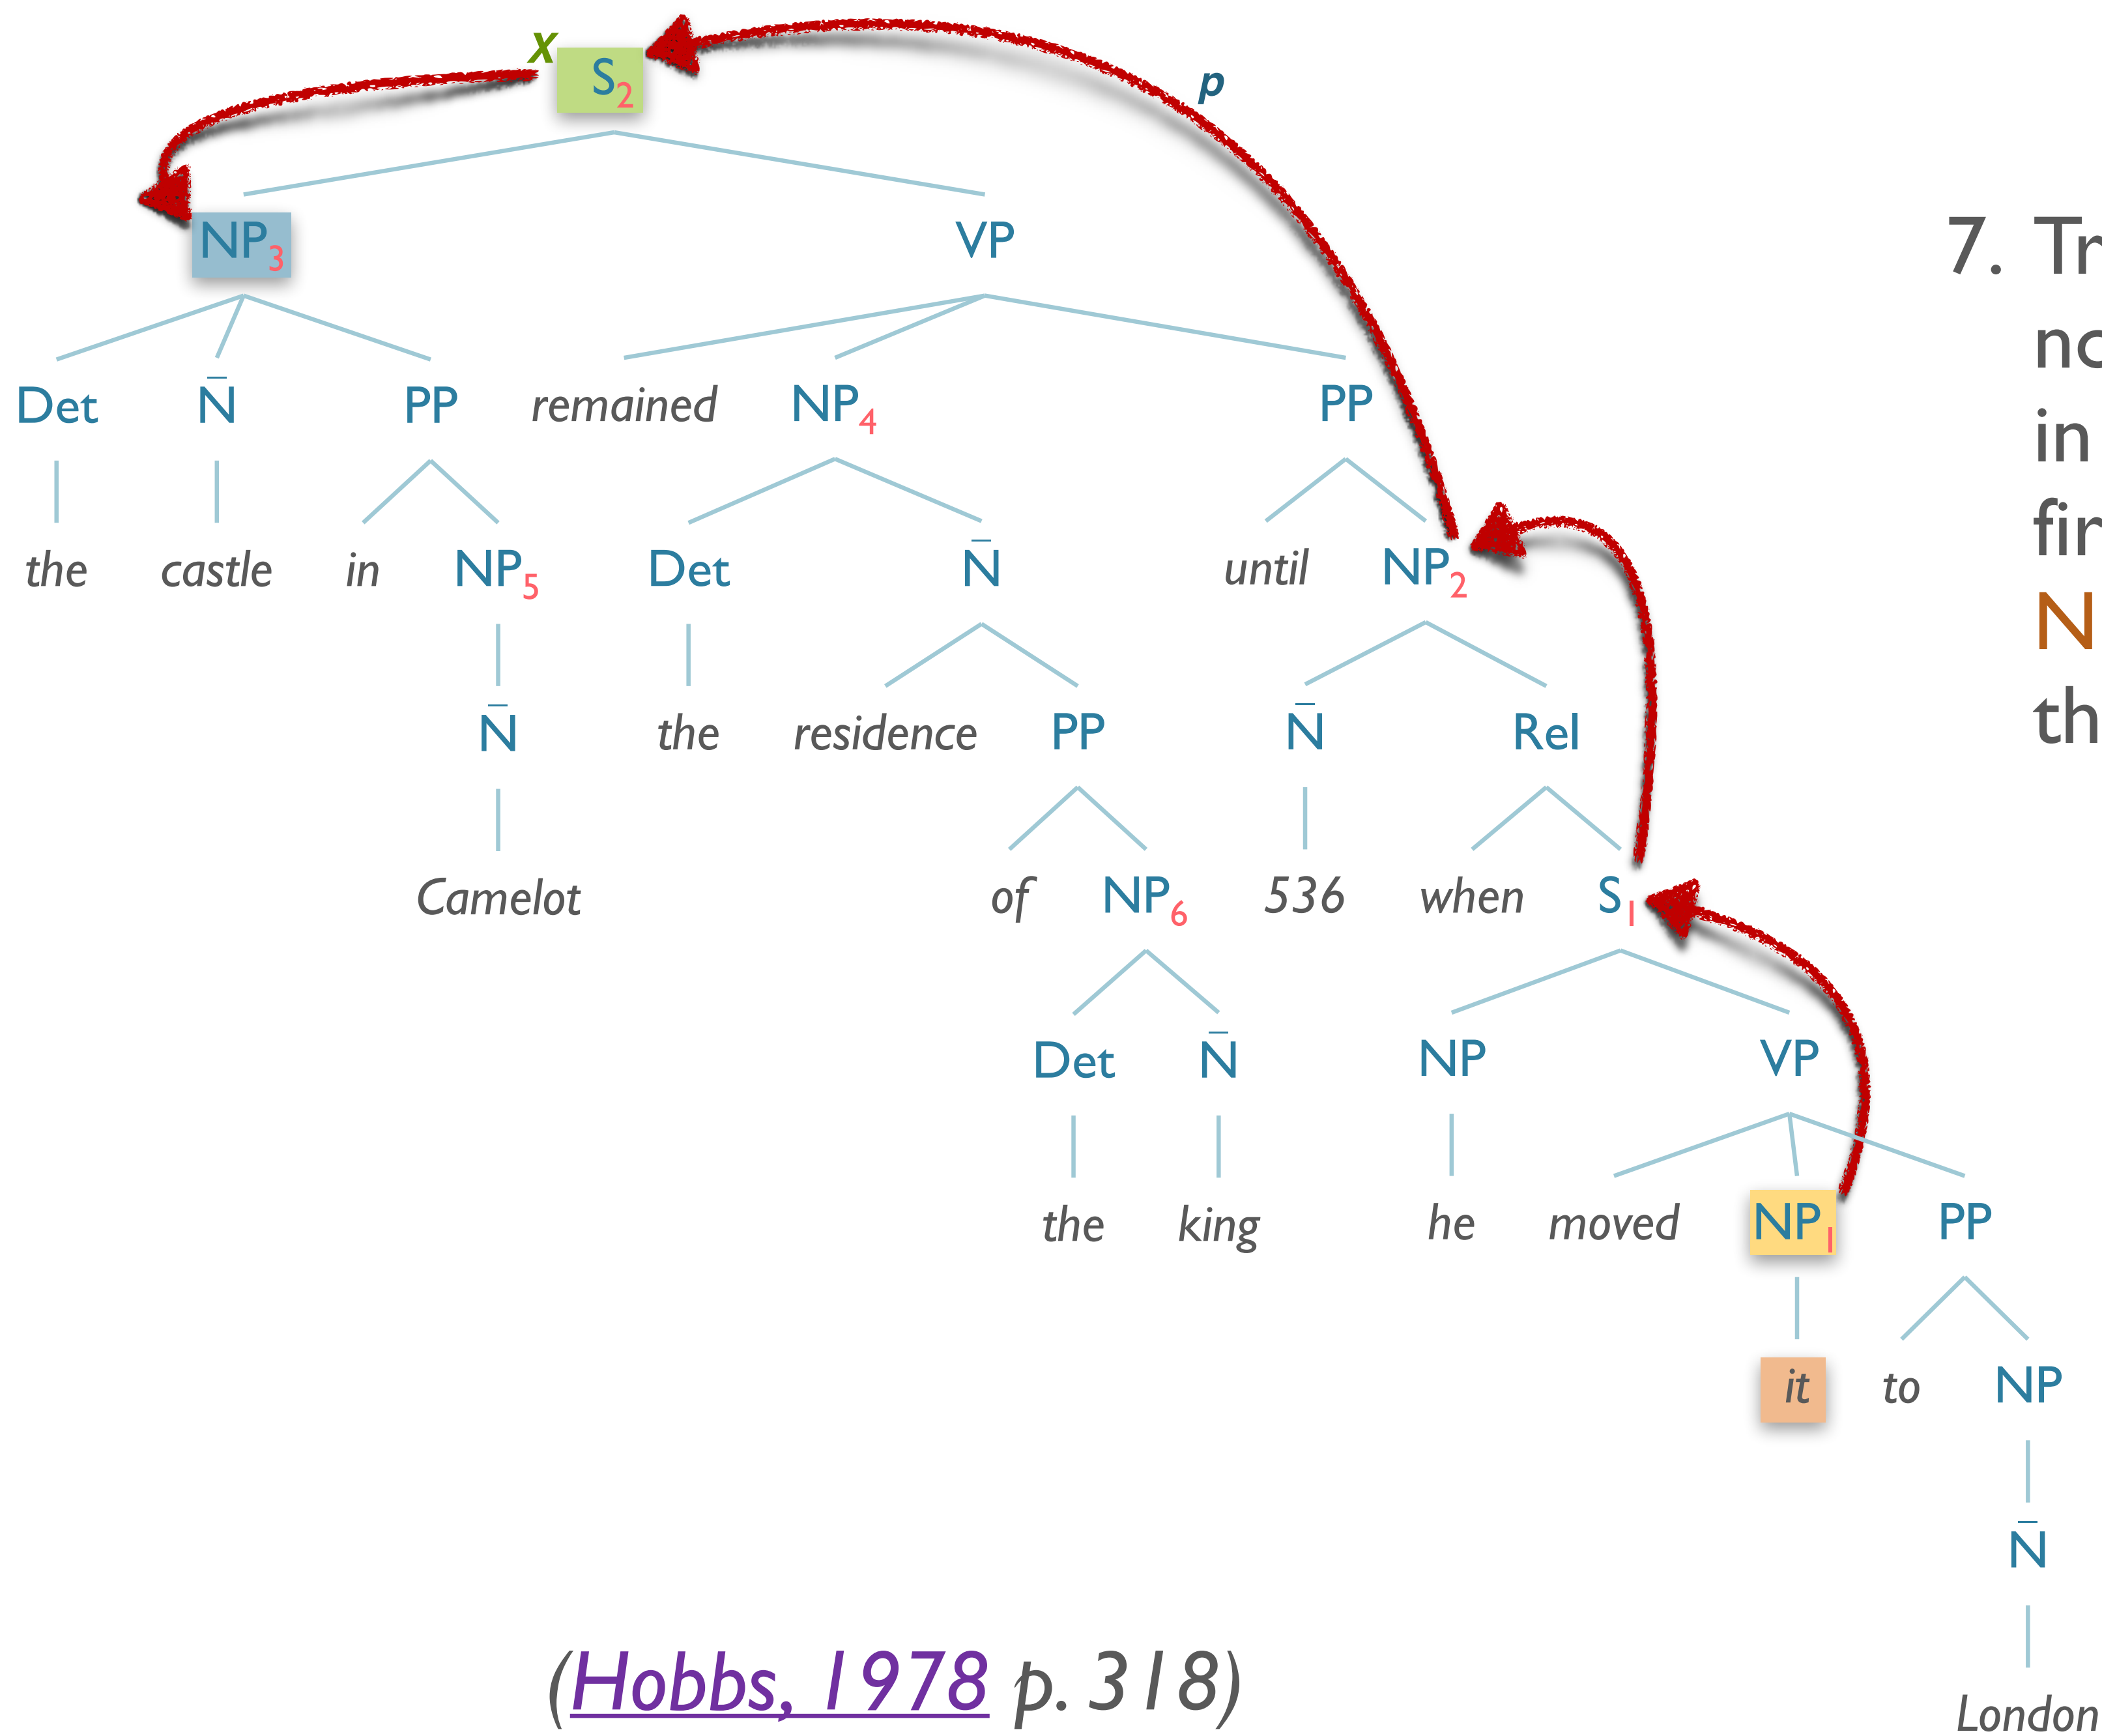 X
S2
p
NP3 VP
7. Tr
no
in
fir
N
th
Det N̄ PP remained NP4 PP
the castle in NP5 Det N̄ until NP2
N̄ the residence PP N̄ Rel
Camelot of NP6 536 when S1
Det N̄ NP VP
the king he moved NP1 PP
it to NP
N̄
(Hobbs, 1978 p. 318)
London